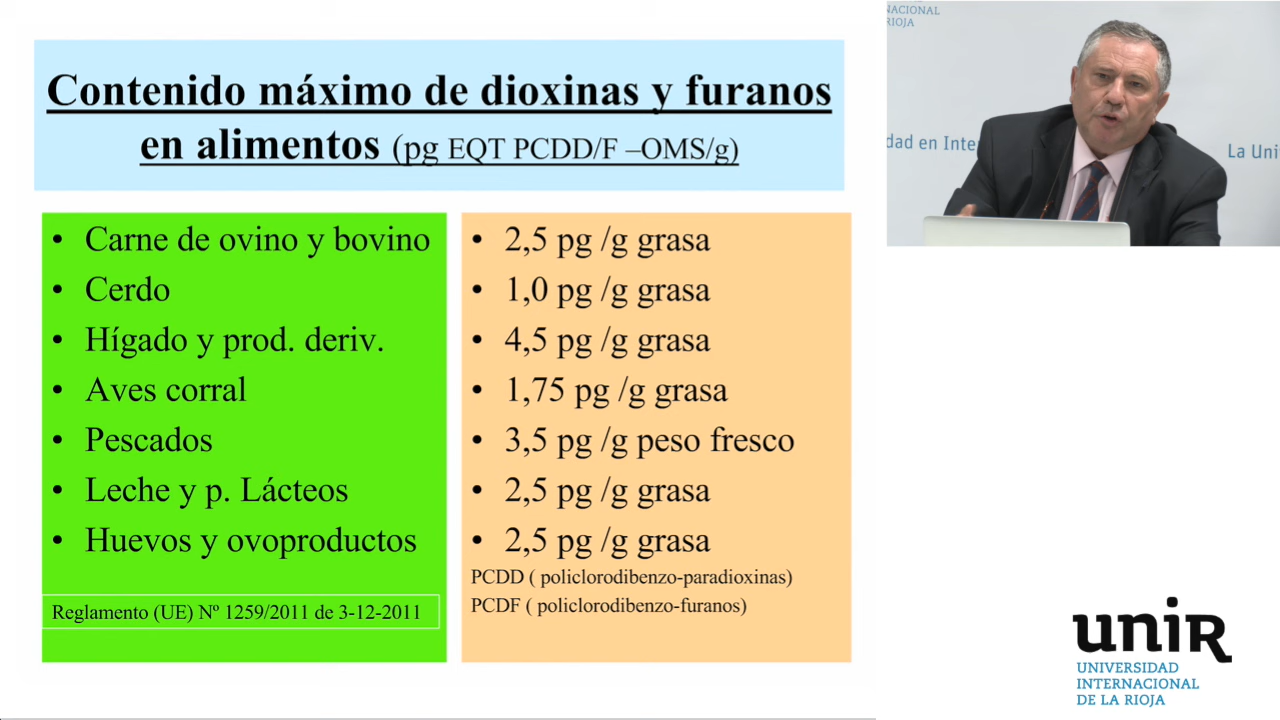 Contenido máximo de dioxinas y furanos
en alimentos (pg EQT PCDD/F –OMS/g)
• Carne de ovino y bovino
• Cerdo
• Hígado y prod. deriv.
• Aves corral
• Pescados
• Leche y p. Lácteos
• Huevos y ovoproductos
Reglamento (UE) Nº 1259/2011 de 3-12-2011
• 2,5 pg /g grasa
• 1,0 pg /g grasa
• 4,5 pg /g grasa
• 1,75 pg /g grasa
• 3,5 pg /g peso fresco
• 2,5 pg /g grasa
• 2,5 pg /g grasa
PCDD ( policlorodibenzo-paradioxinas)
PCDF ( policlorodibenzo-furanos)
NACIONAL
RIOJA
dad en Inte
La Uni
uniR
UNIVERSIDAD
INTERNACIONAL
DE LA RIOJA